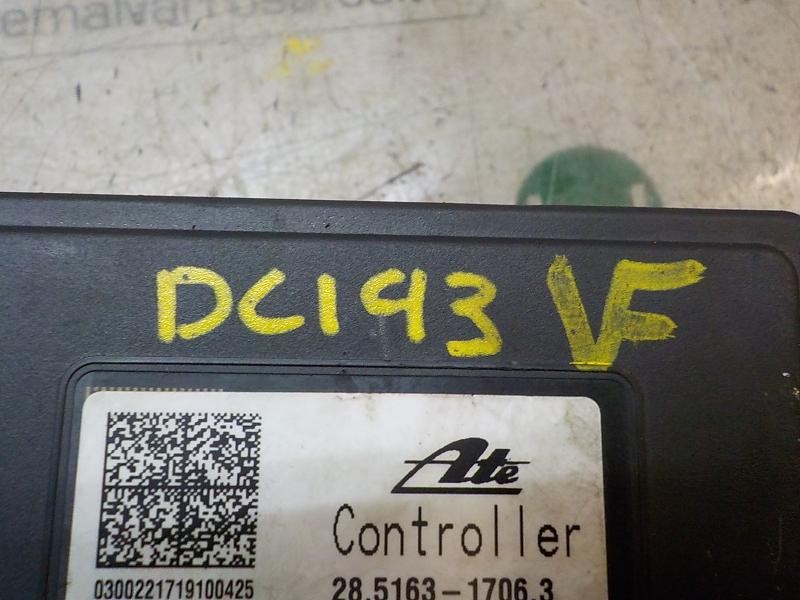 DC193 VF
Ate
Controller
0300221719100425 28.5163-1706.3